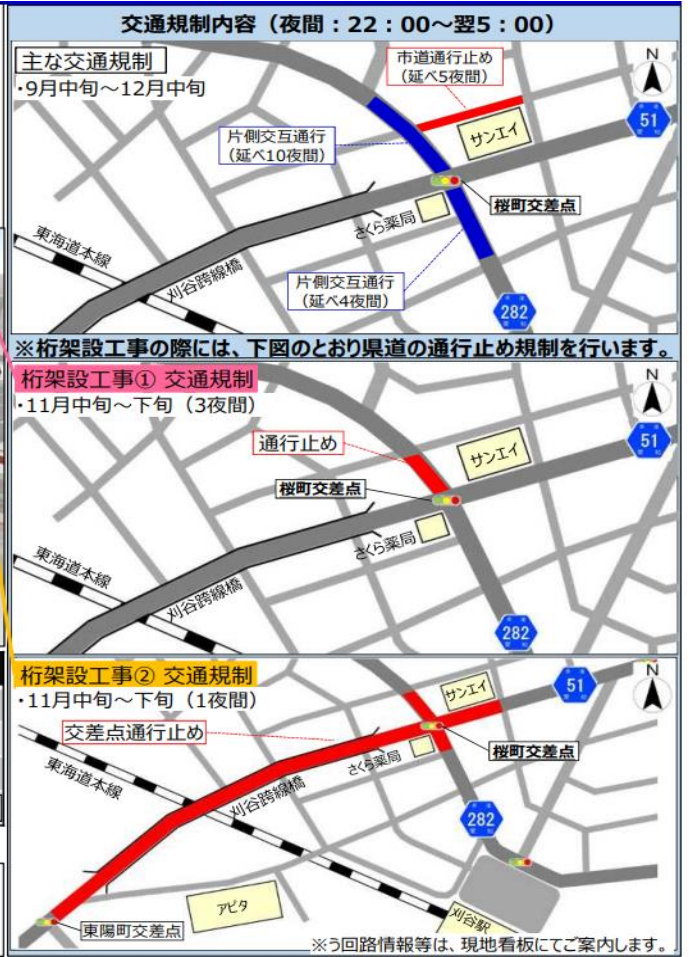 交通規制内容（夜間：22：00～翌5：00）
主な交通規制
・9月中旬～12月中旬
市道通行止め
（延べ5夜間）
片側交互通行
（延べ10夜間）
サンエイ
N
51
桜町交差点
さくら薬局
東海道本線
刈谷跨線橋
片側交互通行
（延べ4夜間）
282
※桁架設工事の際には、下図のとおり県道の通行止め規制を行います。
桁架設工事① 交通規制
・11月中旬～下旬（3夜間）
通行止め
サンエイ
N
51
桜町交差点
さくら薬局
東海道本線
刈谷跨線橋
282
桁架設工事② 交通規制
・11月中旬～下旬（1夜間）
サンエイ
51
N
交差点通行止め
桜町交差点
さくら薬局
東海道本線
刈谷跨線橋
282
アピタ
刈谷駅
東陽町交差点
※う回路情報等は、現地看板にてご案内します。